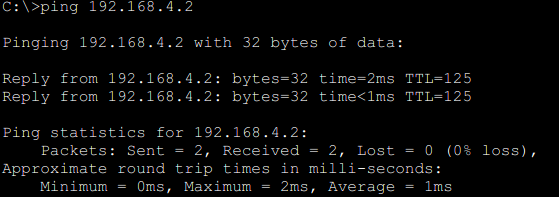 C:\>ping 192.168.4.2
Pinging 192.168.4.2 with 32 bytes of data:
Reply from 192.168.4.2: bytes=32 time=2ms TTL=125
Reply from 192.168.4.2: bytes=32 time<1ms TTL=125
Ping statistics for 192.168.4.2:
    Packets: Sent = 2, Received = 2, Lost = 0 (0% loss),
Approximate round trip times in milli-seconds:
    Minimum = 0ms, Maximum = 2ms, Average = 1ms